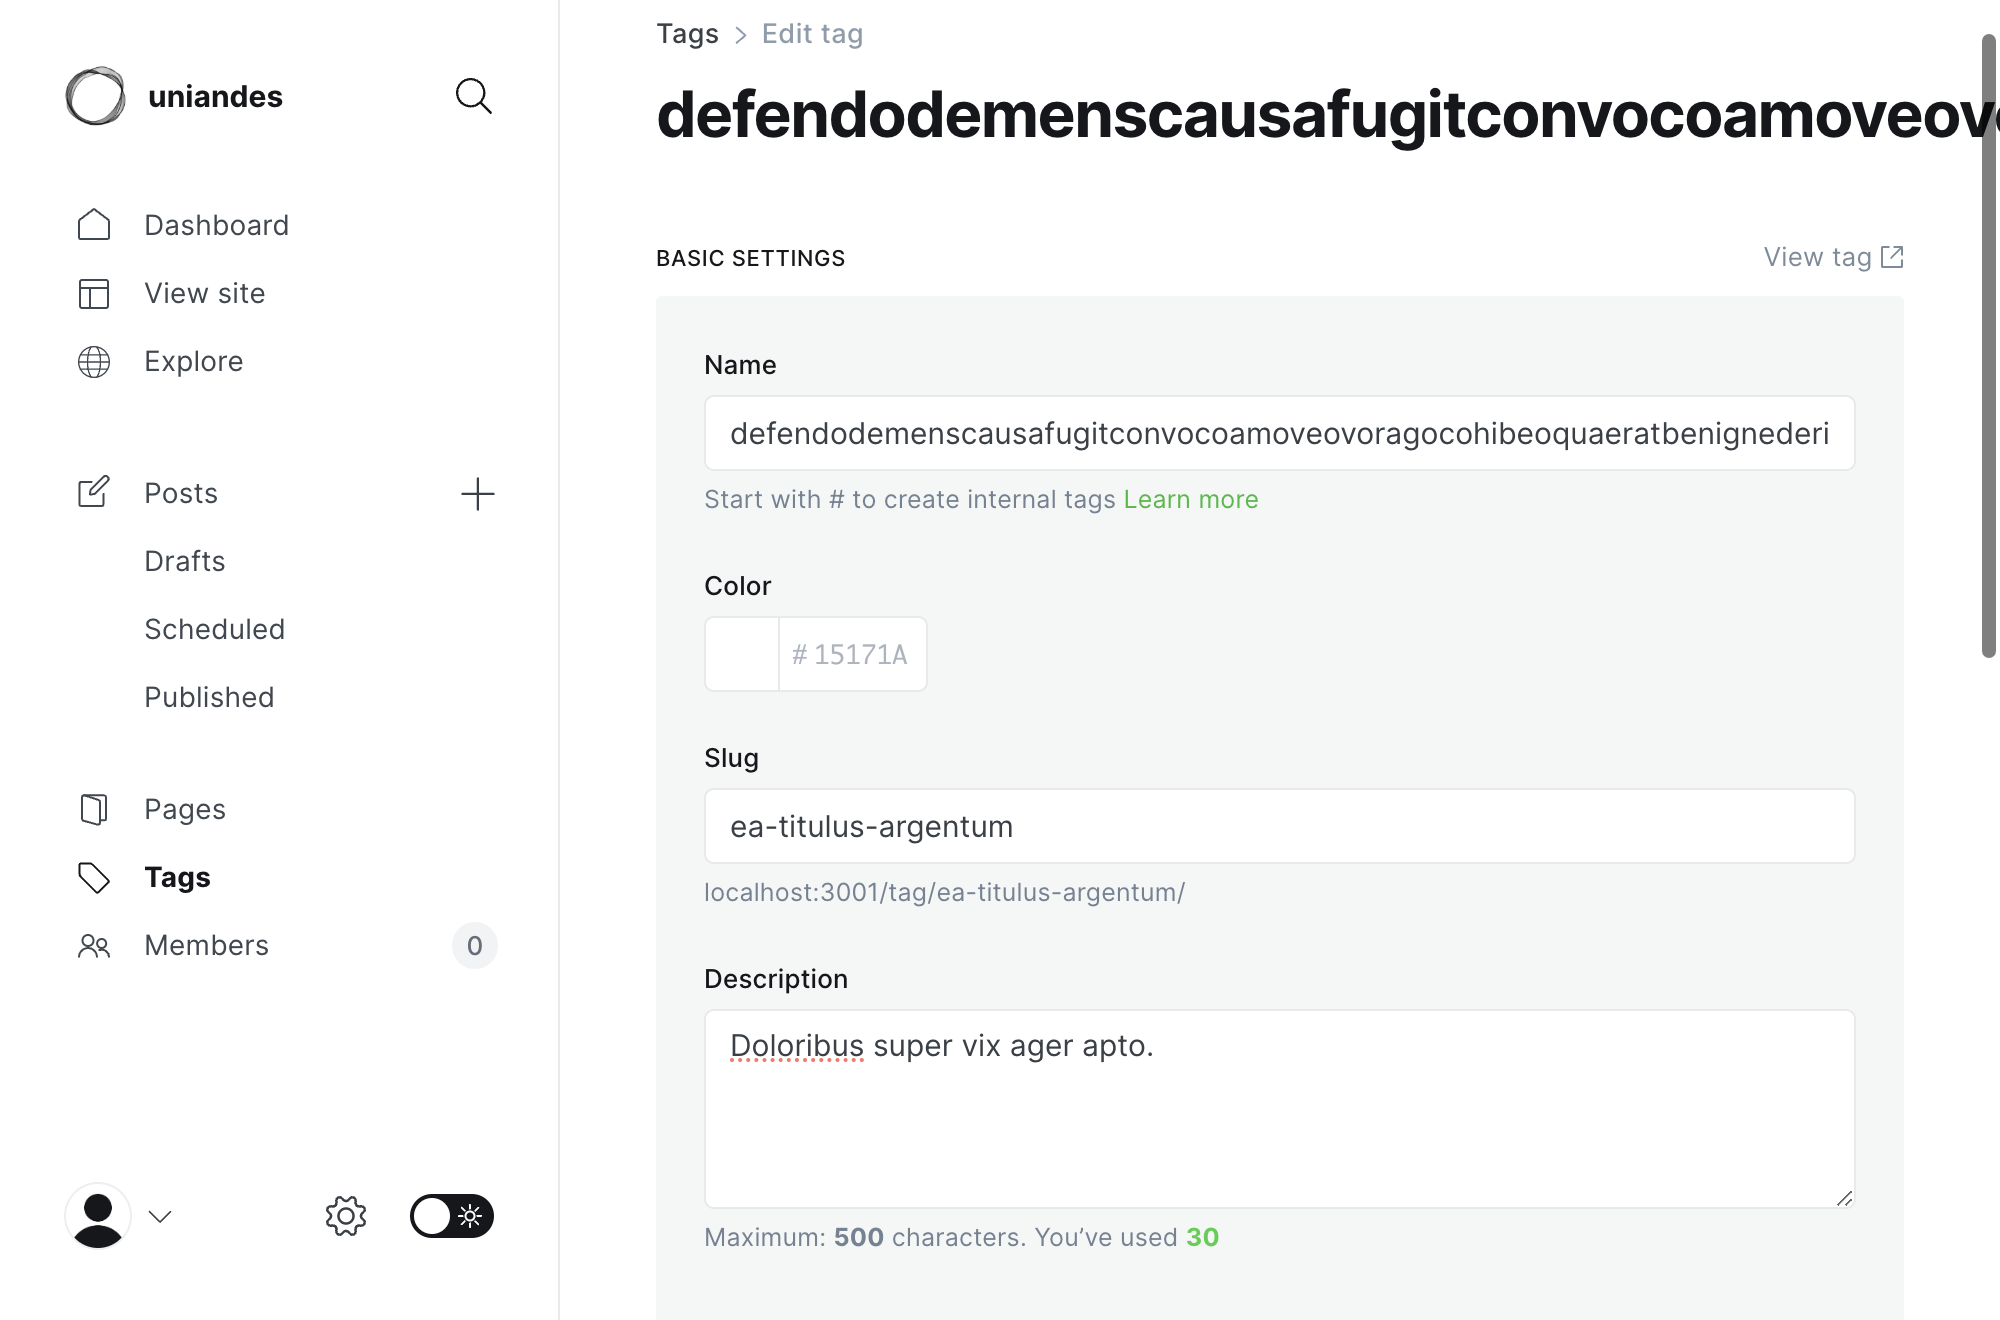 uniandes
Dashboard
View site
Explore
Posts
Drafts
Scheduled
Published
Pages
Tags
Members
0
Tags > Edit tag
defendodemenscausafugitconvocoamoveov
BASIC SETTINGS
View tag
Name
defendodemenscausafugitconvocoamoveovoragocohibeoquaeratbenignederi
Start with # to create internal tags Learn more
Color
# 15171A
Slug
ea-titulus-argentum
localhost:3001/tag/ea-titulus-argentum/
Description
Doloribus super vix ager apto.
Maximum: 500 characters. You’ve used 30